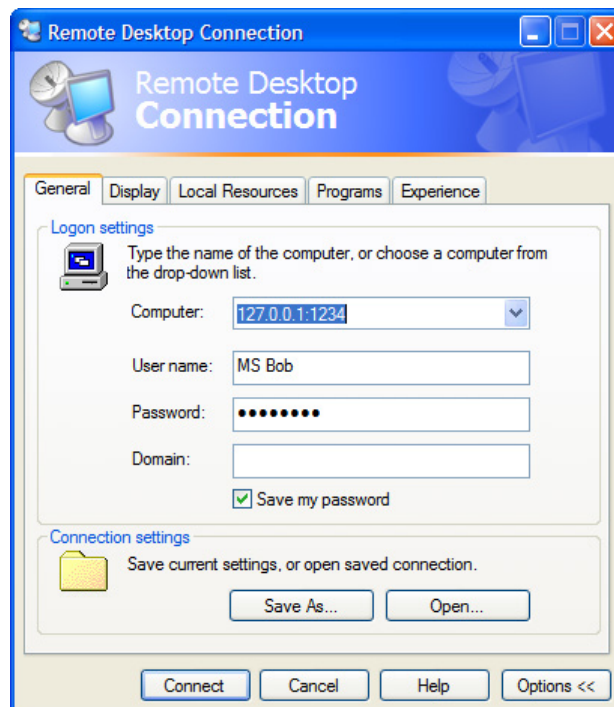 Remote Desktop Connection
Remote Desktop
Connection
General Display Local Resources Programs Experience
Logon settings
Type the name of the computer, or choose a computer from
the drop-down list.
Computer: 127.0.0.1:1234
User name: MS Bob
Password: ●●●●●●●●
Domain:
Save my password
Connection settings
Save current settings, or open saved connection.
Save As... Open...
Connect Cancel Help Options <<